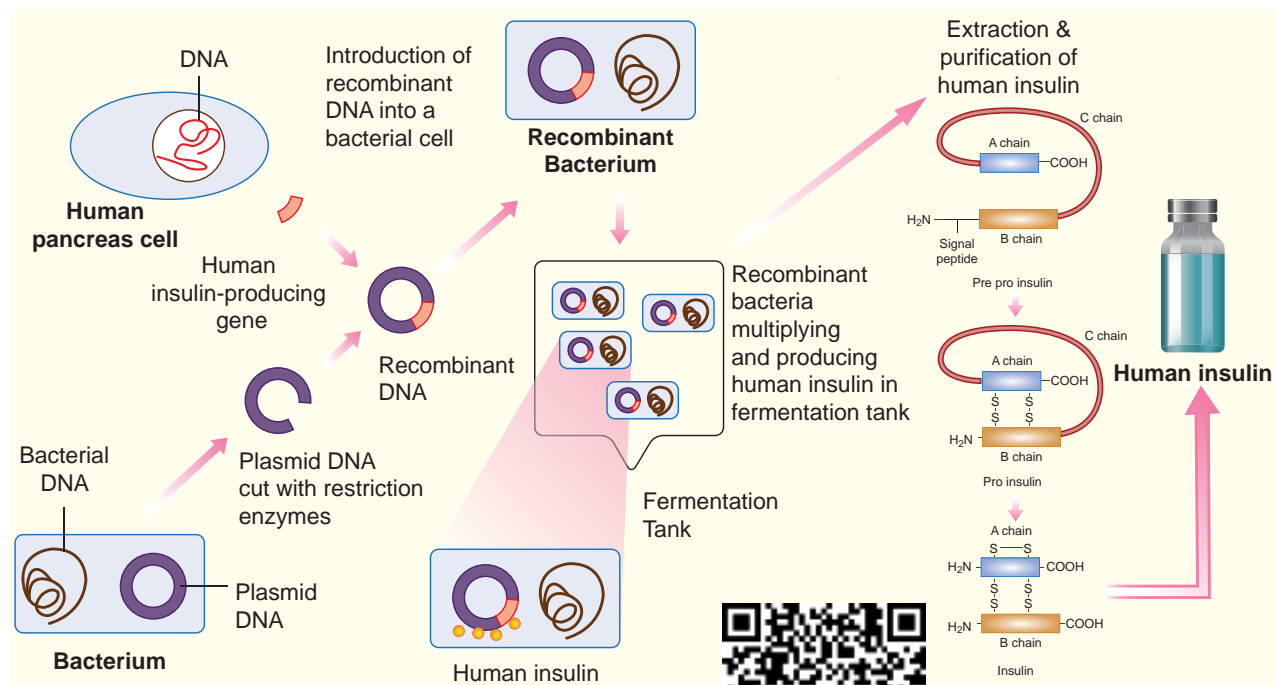 DNA
Human
pancreas cell
Introduction of
recombinant
DNA into a
bacterial cell
Recombinant
Bacterium
Human
insulin-producing
gene
Recombinant
DNA
Plasmid DNA
cut with restriction
enzymes
Bacterial
DNA
Plasmid
DNA
Bacterium
Recombinant
bacteria
multiplying
and producing
human insulin in
fermentation tank
Fermentation
Tank
Human insulin
Extraction &
purification of
human insulin
C chain
A chain
COOH
H₂N
Signal
peptide
B chain
Pre pro insulin
C chain
A chain
COOH
S S
S S
H₂N
B chain
Pro insulin
A chain
S S
H₂N COOH
S S
S S
H₂N COOH
B chain
Insulin
Human insulin